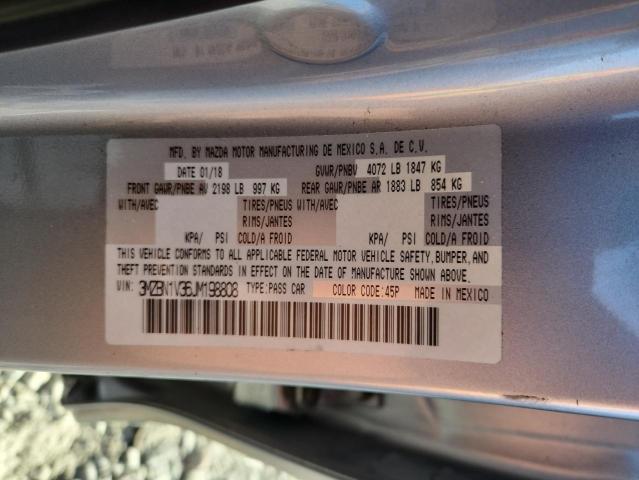 MFD. BY MAZDA MOTOR MANUFACTURING DE MEXICO S.A. DE C.V.
DATE 01/18 GVWR/PNBV 4072 LB 1847 KG
FRONT GAWR/PNBE AV 2198 LB 997 KG REAR GAWR/PNBE AR 1883 LB 854 KG
WITH/AVEC TIRES/PNEUS WITH/AVEC TIRES/PNEUS
RIMS/JANTES RIMS/JANTES
KPA/ PSI COLD/A FROID KPA/ PSI COLD/A FROID
THIS VEHICLE CONFORMS TO ALL APPLICABLE FEDERAL MOTOR VEHICLE SAFETY, BUMPER, AND
THEFT PREVENTION STANDARDS IN EFFECT ON THE DATE OF MANUFACTURE SHOWN ABOVE.
VIN: 3MZBN1V36JM198808 TYPE:PASS CAR COLOR CODE:45P MADE IN MEXICO